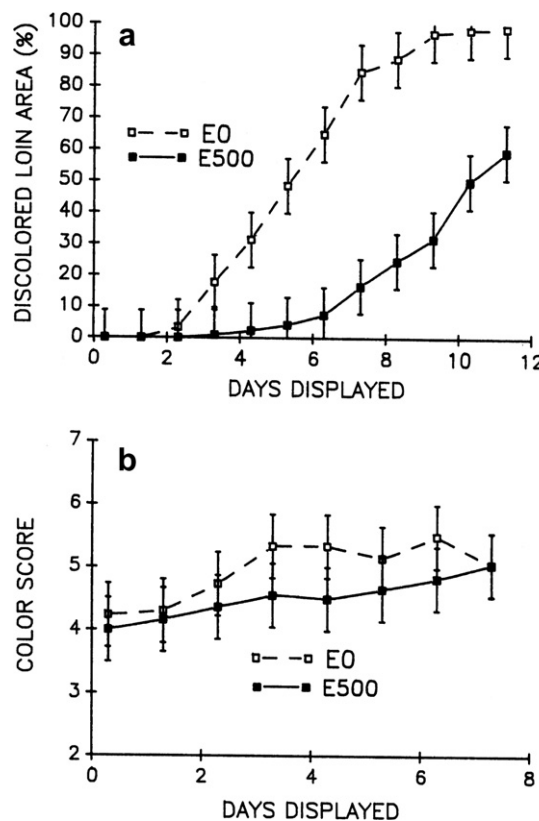 a
DISCOLORED LOIN AREA (%)
100
90
80
70
60
50
40
30
20
10
0
E0
E500
0 2 4 6 8 10 12
DAYS DISPLAYED
b
COLOR SCORE
7
6
5
4
3
2
E0
E500
0 2 4 6 8
DAYS DISPLAYED